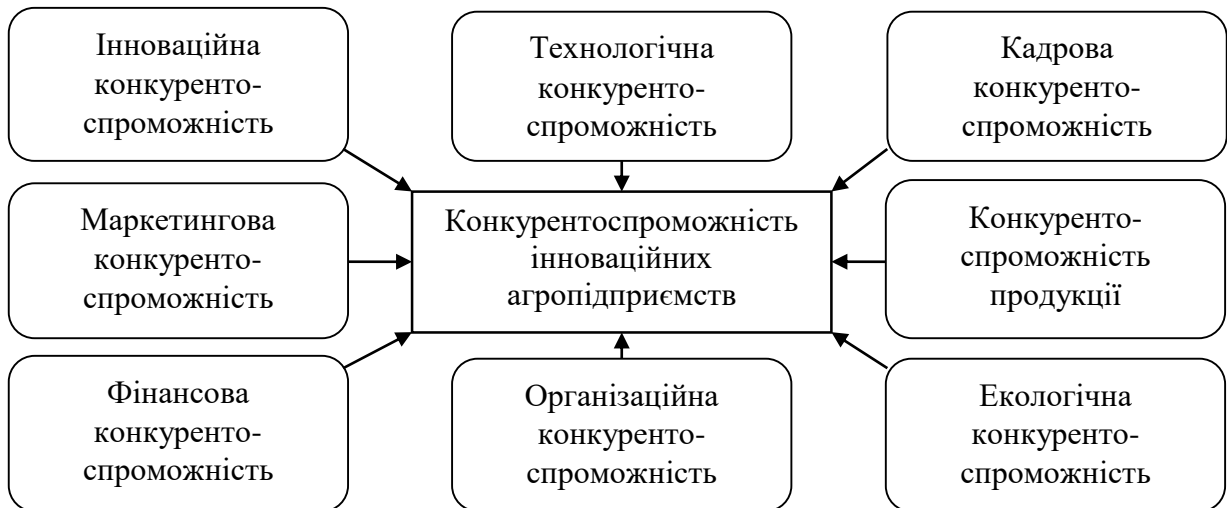 Інноваційна
конкуренто-
спроможність
Технологічна
конкуренто-
спроможність
Кадрова
конкуренто-
спроможність
Маркетингова
конкуренто-
спроможність
Конкурентоспроможність
інноваційних
агропідприємств
Конкуренто-
спроможність
продукції
Фінансова
конкуренто-
спроможність
Організаційна
конкуренто-
спроможність
Екологічна
конкуренто-
спроможність